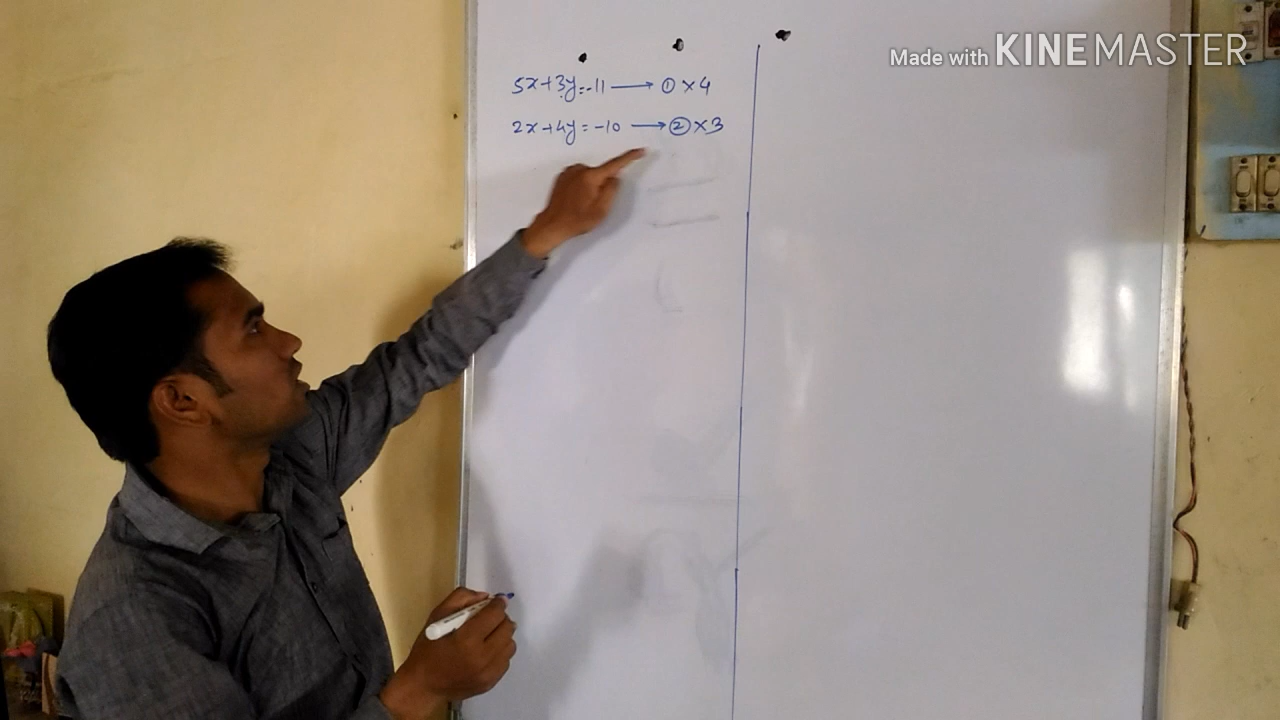 Made with KINEMASTER
5x+3y=-11 → ① ×4
2x+4y=-10 → ② ×3